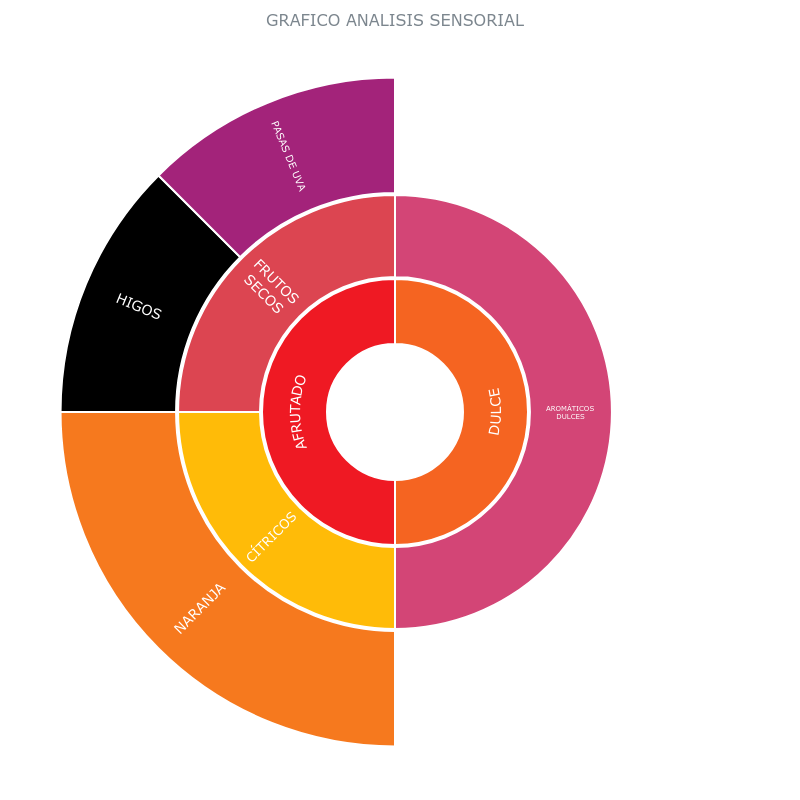 GRAFICO ANALISIS SENSORIAL
PASAS DE UVA
HIGOS
FRUTOS
SECOS
AFRUTADO
DULCE
AROMÁTICOS
DULCES
CÍTRICOS
NARANJA